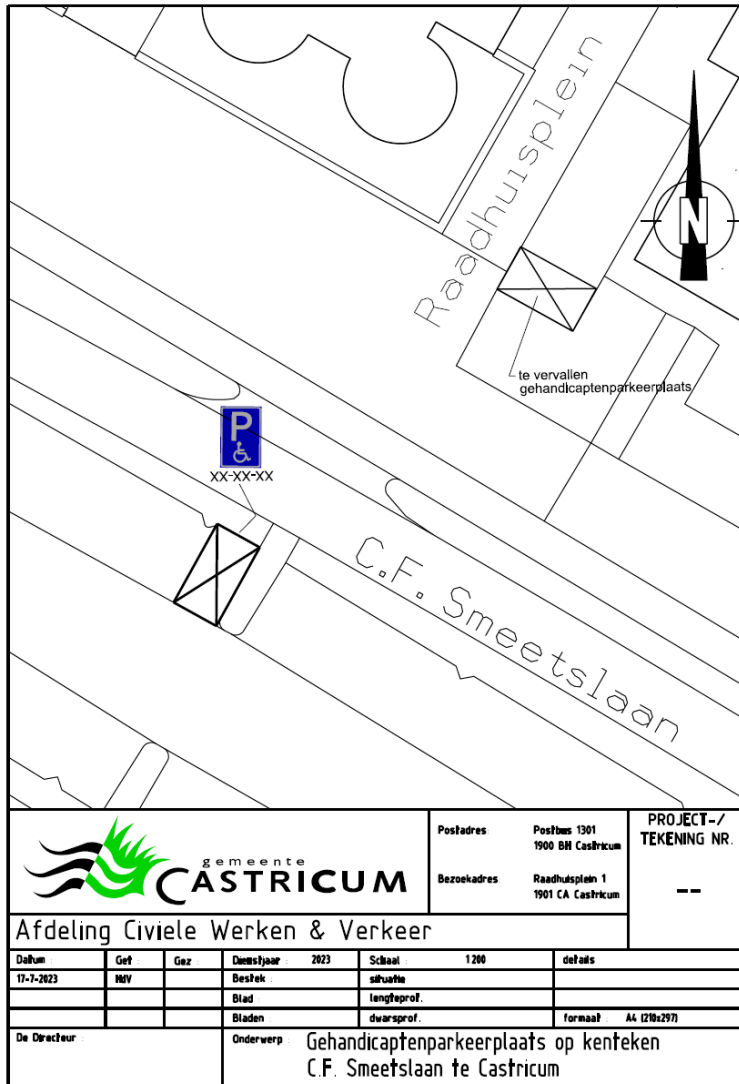 Raadhuisplein
N
te vervallen
gehandicaptenparkeerplaats
P
XX-XX-XX
C.F. Smeetslaan
gemeente
CASTRICUM
Postadres
Postbus 1301
1900 BH Castricum
Bezoekadres
Raadhuisplein 1
1901 CA Castricum
PROJECT-/
TEKENING NR.
--
Afdeling Civiele Werken & Verkeer
Datum : Get : Gez : Dienstjaar : 2023 Schaal : 1200 details
17-7-2023 HdV Bestek : situatie
Blad : lengteprof.
Bladen : dwarsprof. formaat : A4 (210x297)
De Directeur :
Onderwerp : Gehandicaptenparkeerplaats op kenteken
C.F. Smeetslaan te Castricum